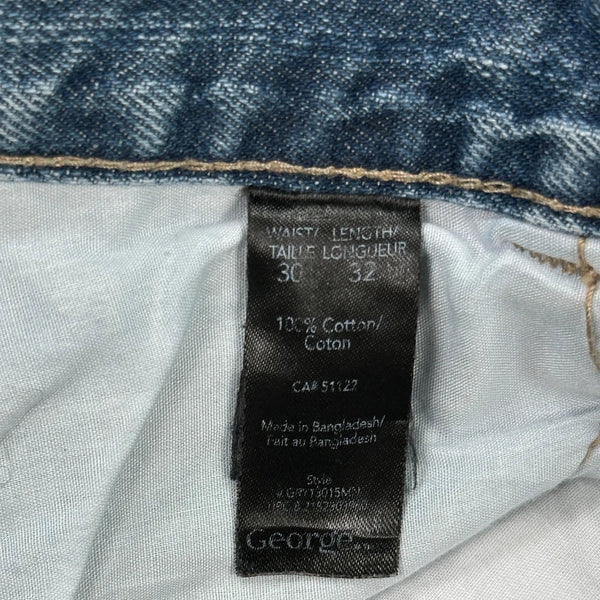 WAIST/ LENGTH/
TAILLE LONGUEUR
30 32
100% Cotton/
Coton
CA# 51127
Made in Bangladesh/
Fait au Bangladesh
Style
George